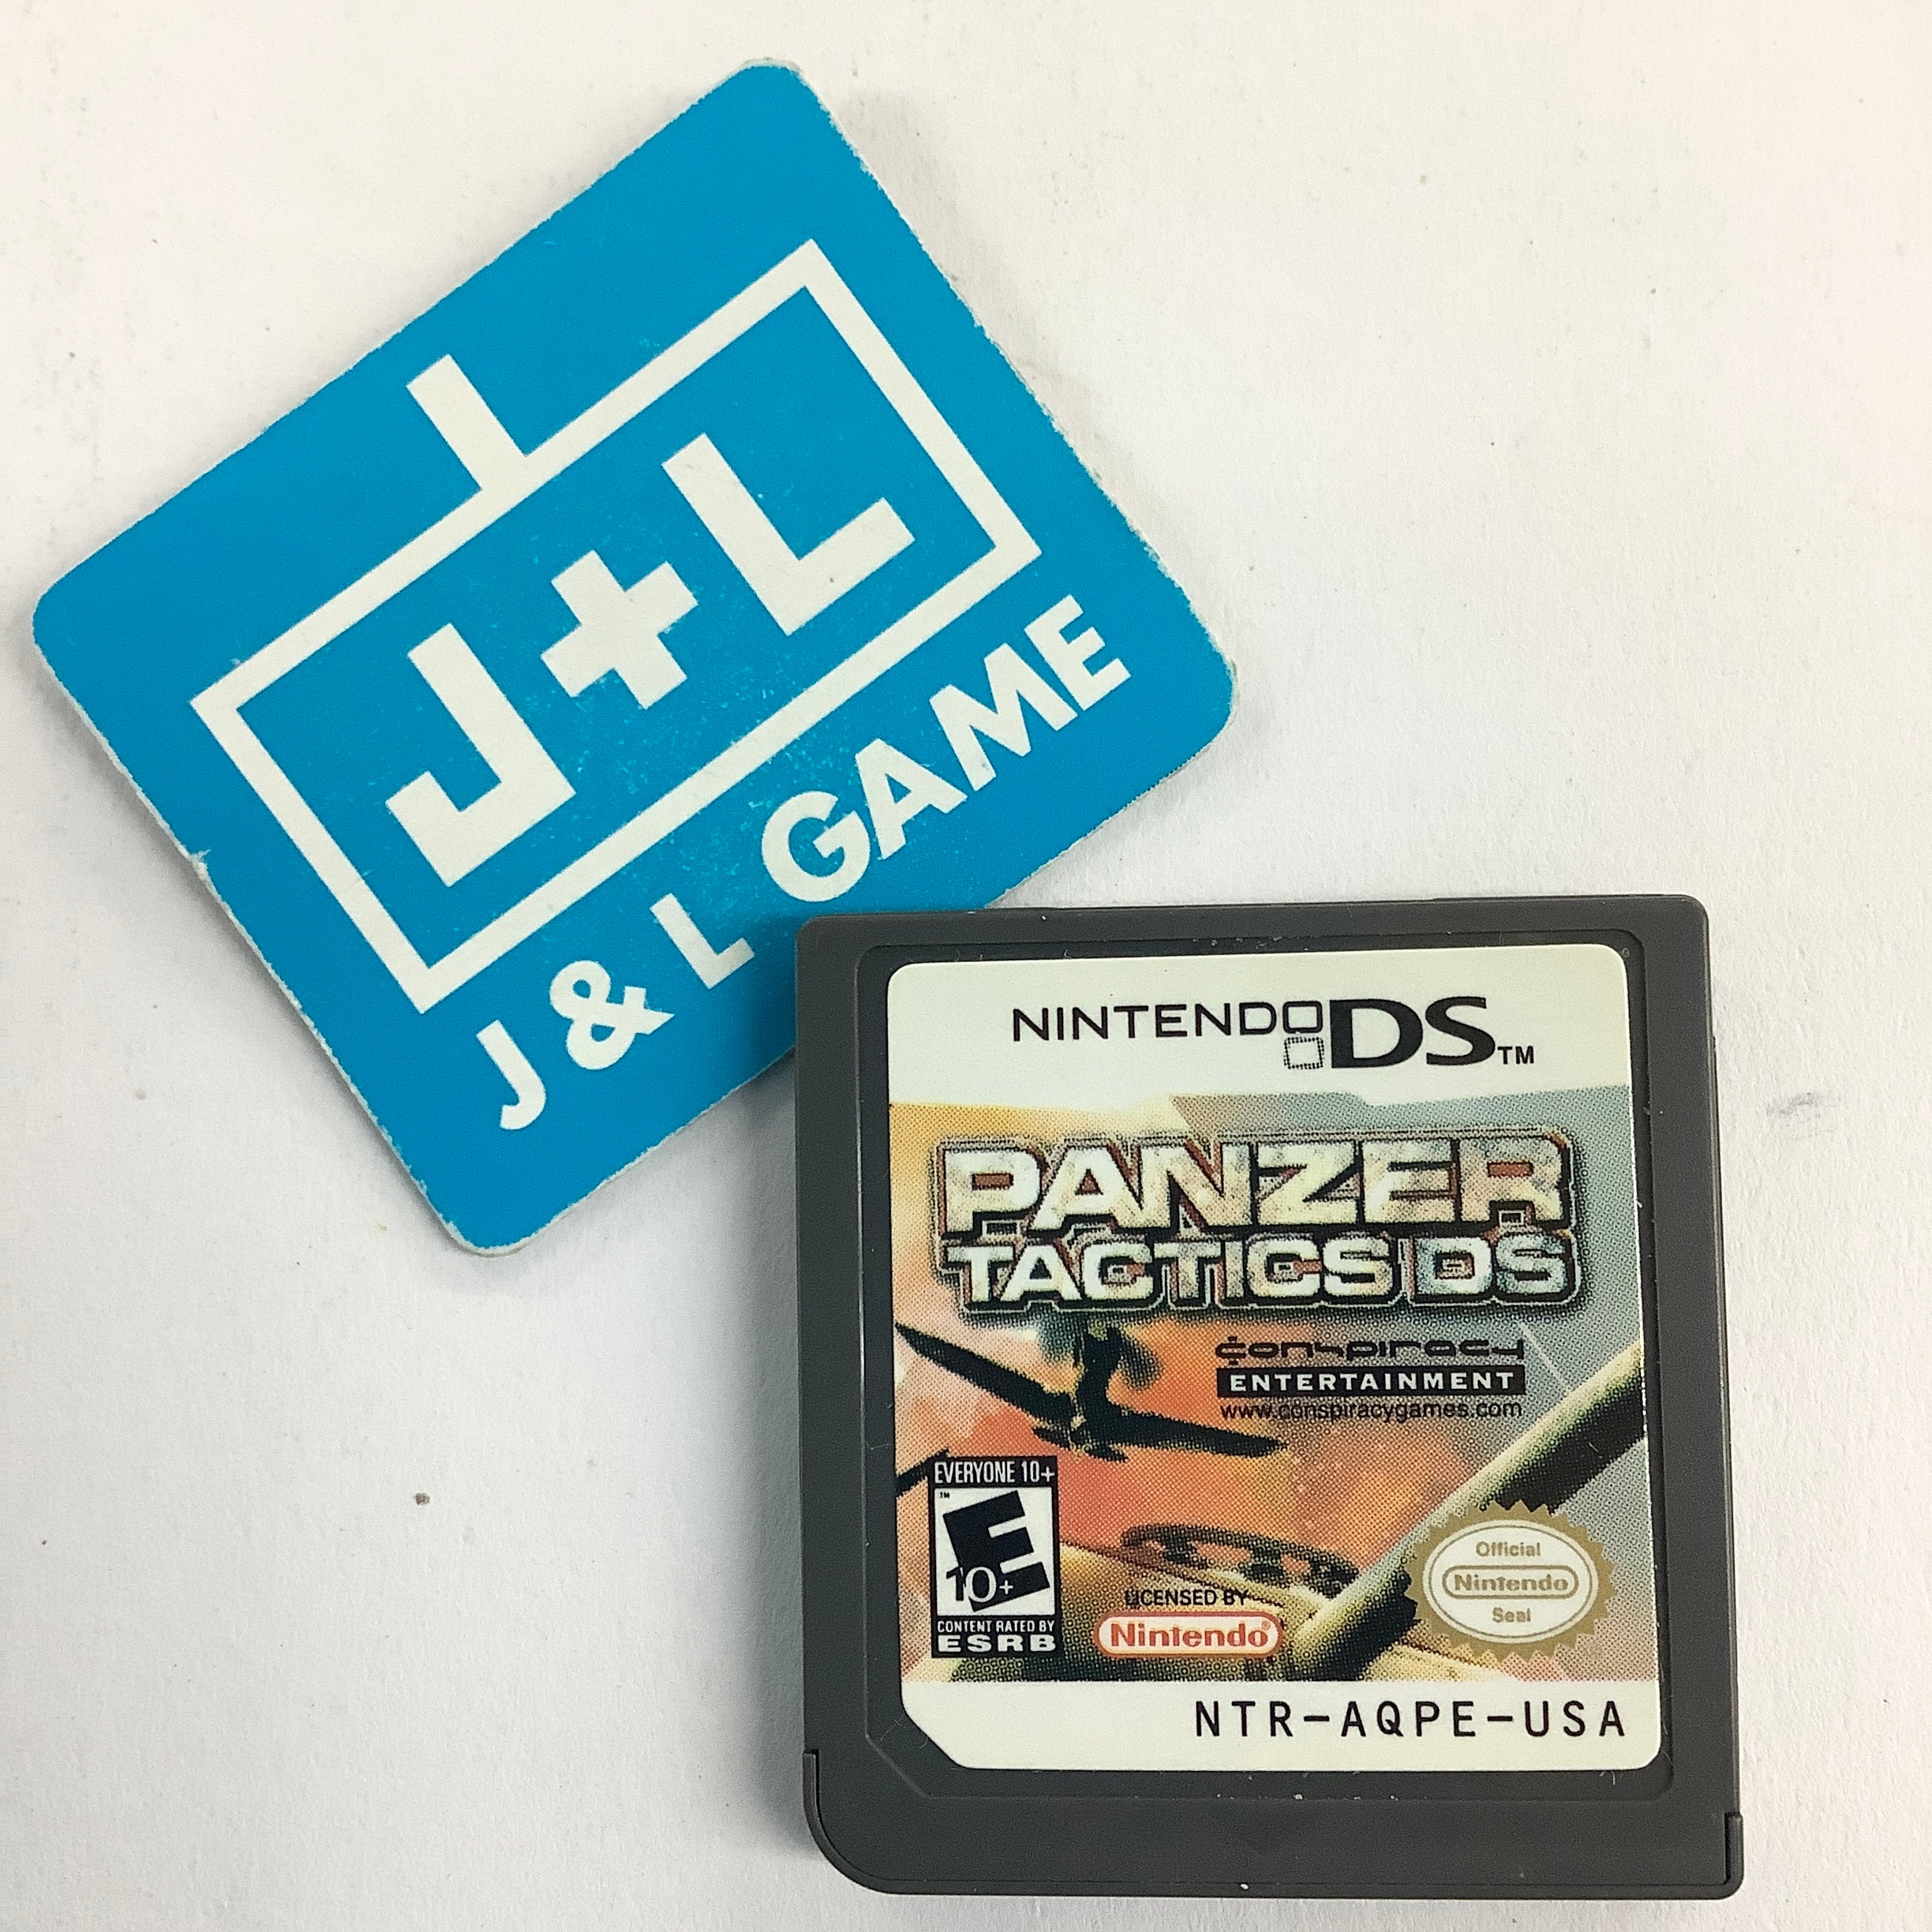 J+L
J & L GAME
NINTENDO DS™
PANZER
TACTICS DS
conspiracy
ENTERTAINMENT
www.conspiracygames.com
EVERYONE 10+
™
E
10+
CONTENT RATED BY
ESRB
LICENSED BY
Nintendo®
Official
Nintendo
Seal
NTR-AQPE-USA